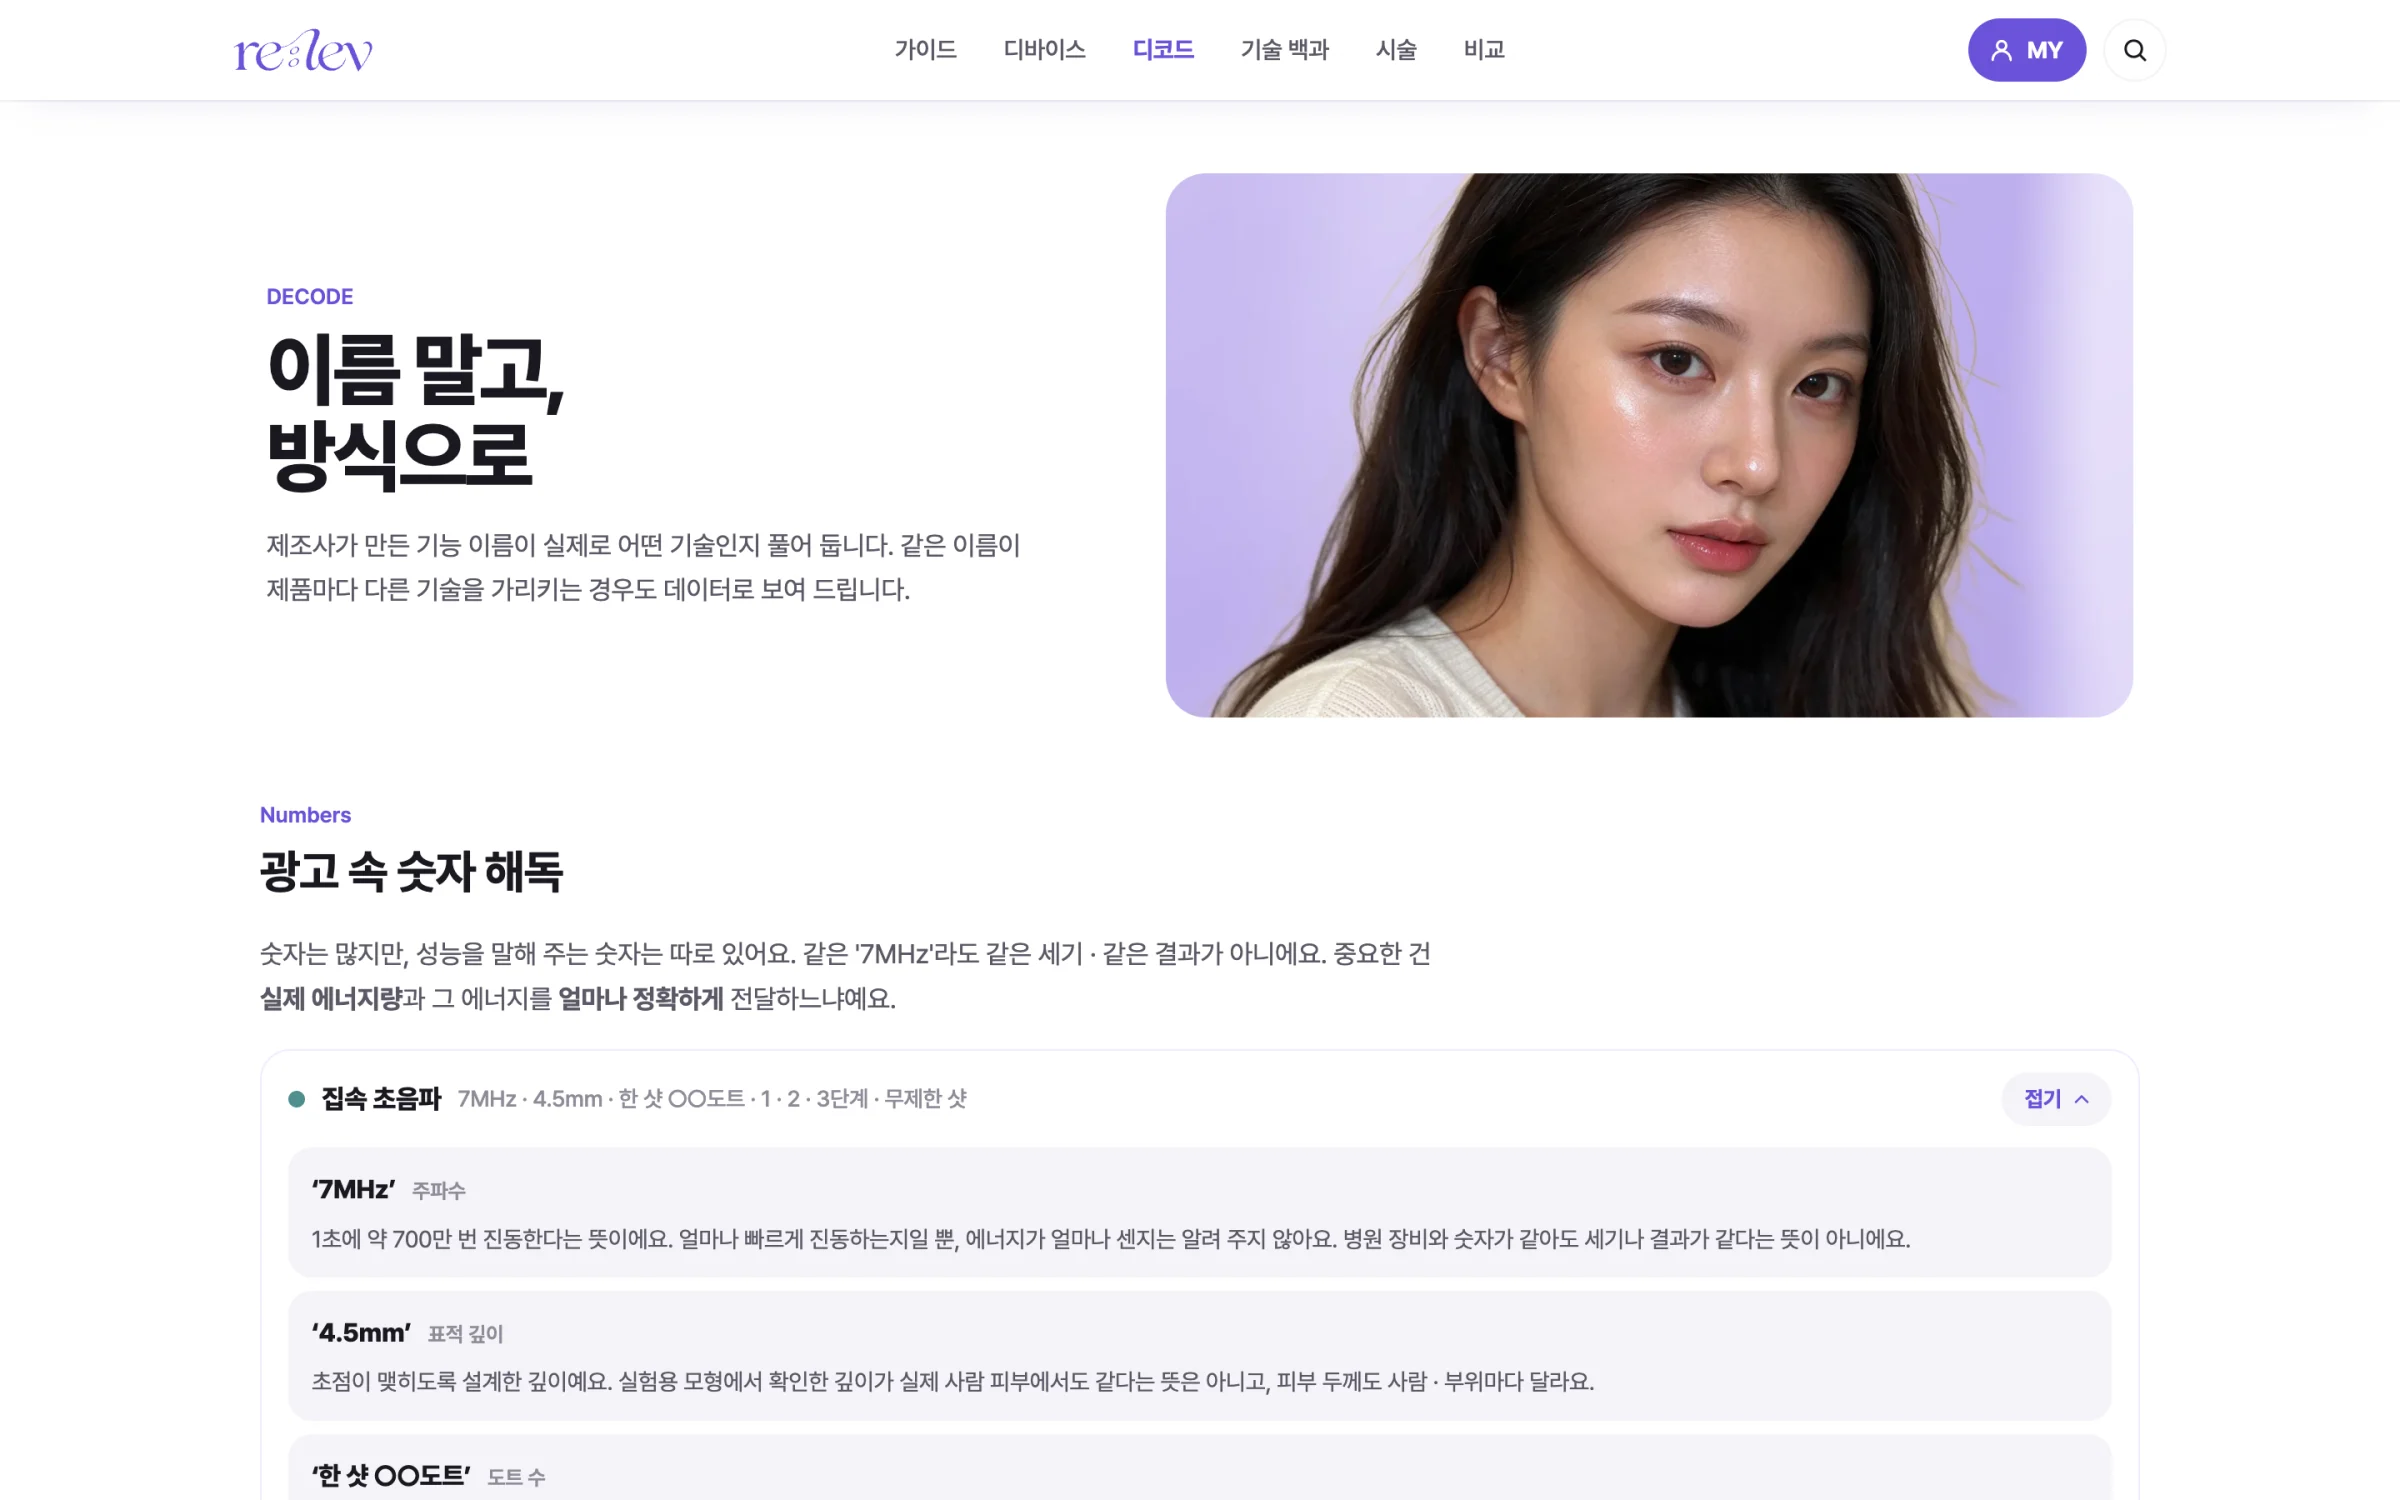 re:lev
가이드
디바이스
디코드
기술 백과
시술
비교
MY
DECODE
이름 말고,
방식으로
제조사가 만든 기능 이름이 실제로 어떤 기술인지 풀어 둡니다. 같은 이름이
제품마다 다른 기술을 가리키는 경우도 데이터로 보여 드립니다.
Numbers
광고 속 숫자 해독
숫자는 많지만, 성능을 말해 주는 숫자는 따로 있어요. 같은 '7MHz'라도 같은 세기 · 같은 결과가 아니에요. 중요한 건
실제 에너지량과 그 에너지를 얼마나 정확하게 전달하느냐예요.
집속 초음파 7MHz · 4.5mm · 한 샷 〇〇도트 · 1 · 2 · 3단계 · 무제한 샷
접기
‘7MHz’ 주파수
1초에 약 700만 번 진동한다는 뜻이에요. 얼마나 빠르게 진동하는지일 뿐, 에너지가 얼마나 센지는 알려 주지 않아요. 병원 장비와 숫자가 같아도 세기나 결과가 같다는 뜻이 아니에요.
‘4.5mm’ 표적 깊이
초점이 맺히도록 설계한 깊이예요. 실험용 모형에서 확인한 깊이가 실제 사람 피부에서도 같다는 뜻은 아니고, 피부 두께도 사람 · 부위마다 달라요.
‘한 샷 〇〇도트’ 도트 수